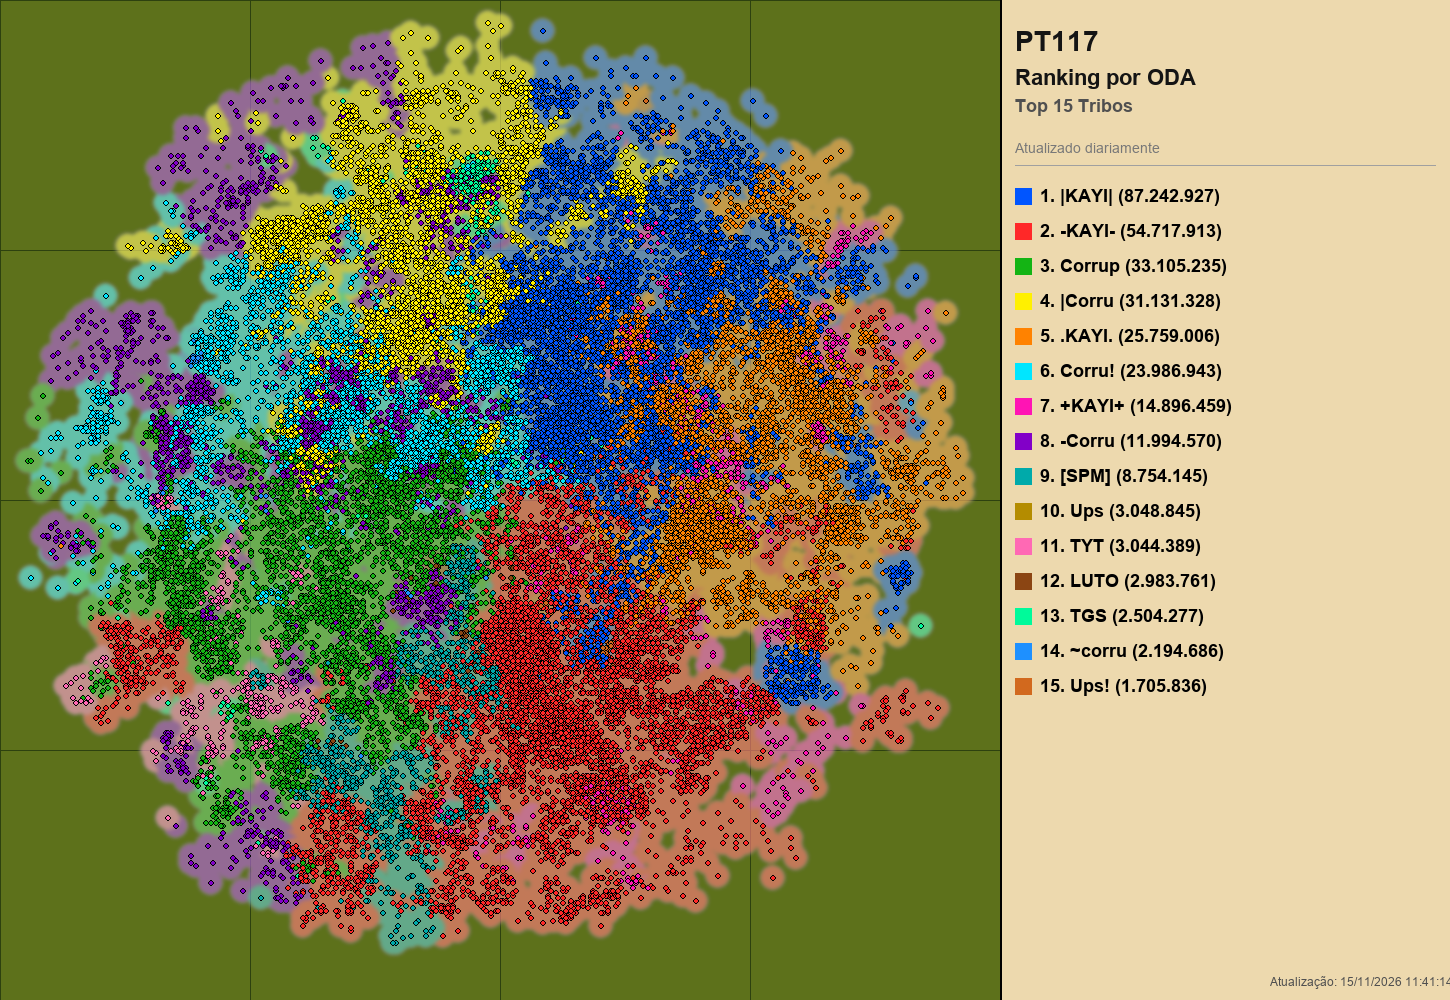 PT117
Ranking por ODA
Top 15 Tribos
Atualizado diariamente
1. |KAYI| (87.242.927)
2. -KAYI- (54.717.913)
3. Corrup (33.105.235)
4. |Corru (31.131.328)
5. .KAYI. (25.759.006)
6. Corru! (23.986.943)
7. +KAYI+ (14.896.459)
8. -Corru (11.994.570)
9. [SPM] (8.754.145)
10. Ups (3.048.845)
11. TYT (3.044.389)
12. LUTO (2.983.761)
13. TGS (2.504.277)
14. ~corru (2.194.686)
15. Ups! (1.705.836)
Atualização: 15/11/2026 11:41:14